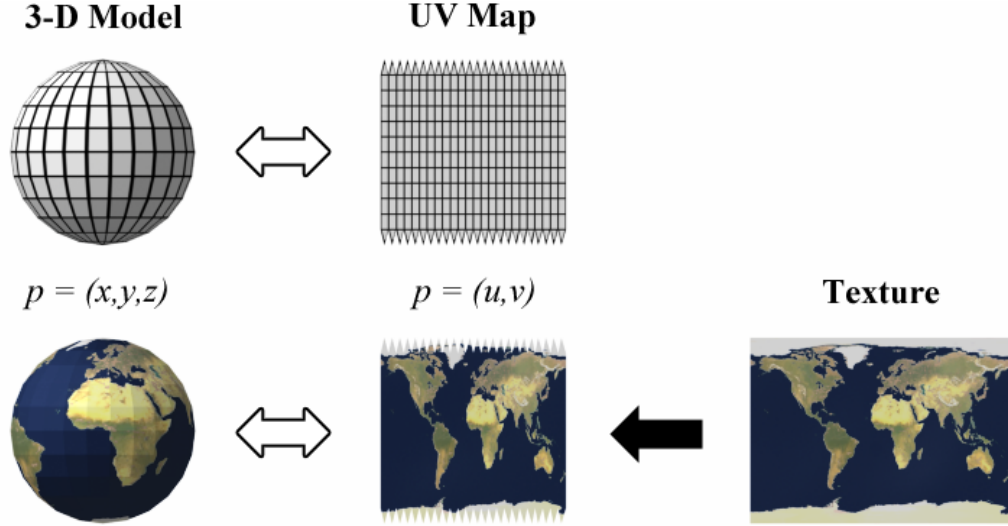 3-D Model
UV Map
p = (x,y,z)
p = (u,v)
Texture